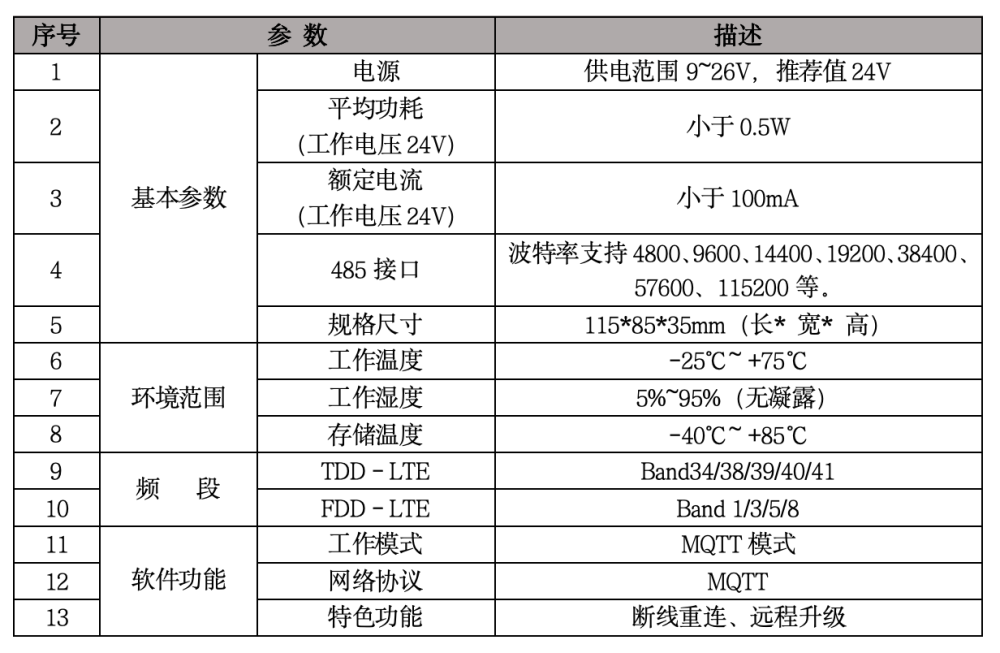 序号 参 数 描述
1 电源 供电范围 9~26V，推荐值 24V
2 平均功耗
(工作电压 24V)
小于 0.5W
3 基本参数 额定电流
(工作电压 24V)
小于 100mA
4 485 接口 波特率支持 4800、9600、14400、19200、38400、
57600、115200 等。
5 规格尺寸 115*85*35mm（长* 宽* 高）
6 工作温度 -25℃~ +75℃
7 环境范围 工作湿度 5%~95%（无凝露）
8 存储温度 -40℃~ +85℃
9 频 段 TDD-LTE Band34/38/39/40/41
10 FDD-LTE Band 1/3/5/8
11 工作模式 MQTT 模式
12 软件功能 网络协议 MQTT
13 特色功能 断线重连、远程升级